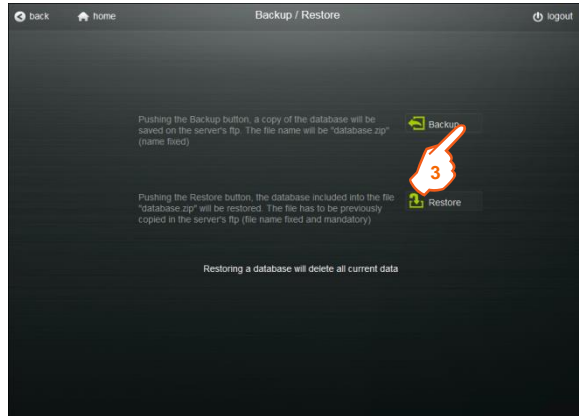 back home Backup / Restore logout
Pushing the Backup button, a copy of the database will be
saved on the server's ftp. The file name will be "database.zip"
(name fixed)
Backup
3
Pushing the Restore button, the database included into the file
"database.zip" will be restored. The file has to be previously
copied in the server's ftp (file name fixed and mandatory)
Restore
Restoring a database will delete all current data